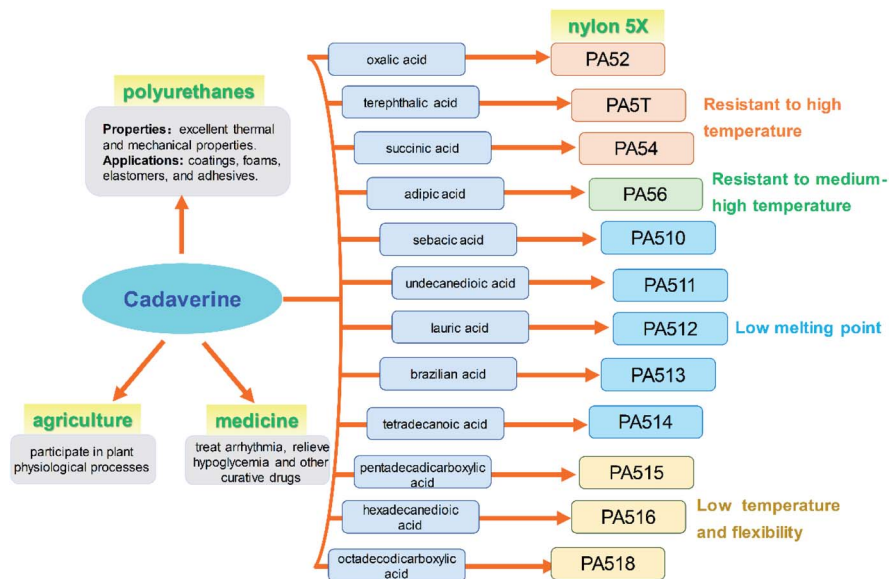 nylon 5X
oxalic acid
PA52
polyurethanes
Properties: excellent thermal
and mechanical properties.
Applications: coatings, foams,
elastomers, and adhesives.
terephthalic acid
PA5T
Resistant to high
temperature
succinic acid
PA54
adipic acid
PA56
Resistant to medium-
high temperature
sebacic acid
PA510
Cadaverine
undecanedioic acid
PA511
lauric acid
PA512
Low melting point
brazilian acid
PA513
agriculture
participate in plant
physiological processes
medicine
treat arrhythmia, relieve
hypoglycemia and other
curative drugs
tetradecanoic acid
PA514
pentadecadicarboxylic
acid
PA515
hexadecanedioic
acid
PA516
Low temperature
and flexibility
octadecodicarboxylic
acid
PA518